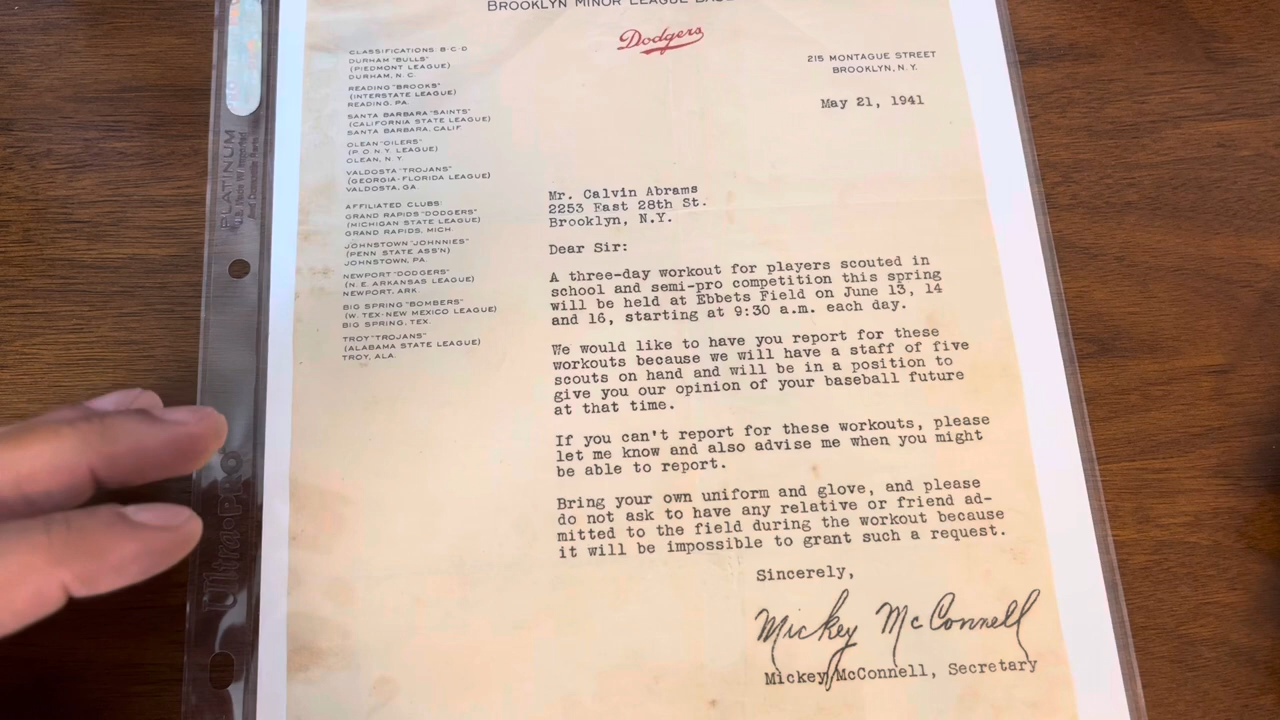 BROOKLYN MINOR LEAGUE
Dodgers
215 MONTAGUE STREET
BROOKLYN, N.Y.
May 21, 1941
CLASSIFICATIONS B-C-D
DURHAM "BULLS"
(PIEDMONT LEAGUE)
DURHAM, N. C.
READING "BROOKS"
(INTERSTATE LEAGUE)
READING, PA.
SANTA BARBARA "SAINTS"
(CALIFORNIA STATE LEAGUE)
SANTA BARBARA, CALIF
OLEAN "OILERS"
(P. O. N. Y. LEAGUE)
OLEAN, N. Y
VALDOSTA "TROJANS"
(GEORGIA-FLORIDA LEAGUE)
VALDOSTA, GA.
AFFILIATED CLUBS:
GRAND RAPIDS "DODGERS"
(MICHIGAN STATE LEAGUE)
GRAND RAPIDS, MICH.
JOHNSTOWN "JOHNNIES"
(PENN STATE ASS'N)
JOHNSTOWN, PA.
NEWPORT "DODGERS"
(N. E. ARKANSAS LEAGUE)
NEWPORT, ARK.
BIG SPRING "BOMBERS"
(W. TEX-NEW MEXICO LEAGUE)
BIG SPRING, TEX.
TROY "TROJANS"
(ALABAMA STATE LEAGUE)
TROY, ALA.
Mr. Calvin Abrams
2253 East 28th St.
Brooklyn, N.Y.
Dear Sir:
A three-day workout for players scouted in
school and semi-pro competition this spring
will be held at Ebbets Field on June 13, 14
and 16, starting at 9:30 a.m. each day.
We would like to have you report for these
workouts because we will have a staff of five
scouts on hand and will be in a position to
give you our opinion of your baseball future
at that time.
If you can't report for these workouts, please
let me know and also advise me when you might
be able to report.
Bring your own uniform and glove, and please
do not ask to have any relative or friend ad-
mitted to the field during the workout because
it will be impossible to grant such a request.
Sincerely,
Mickey McConnell
Mickey McConnell, Secretary
PLATINUM
Ultra•PRO